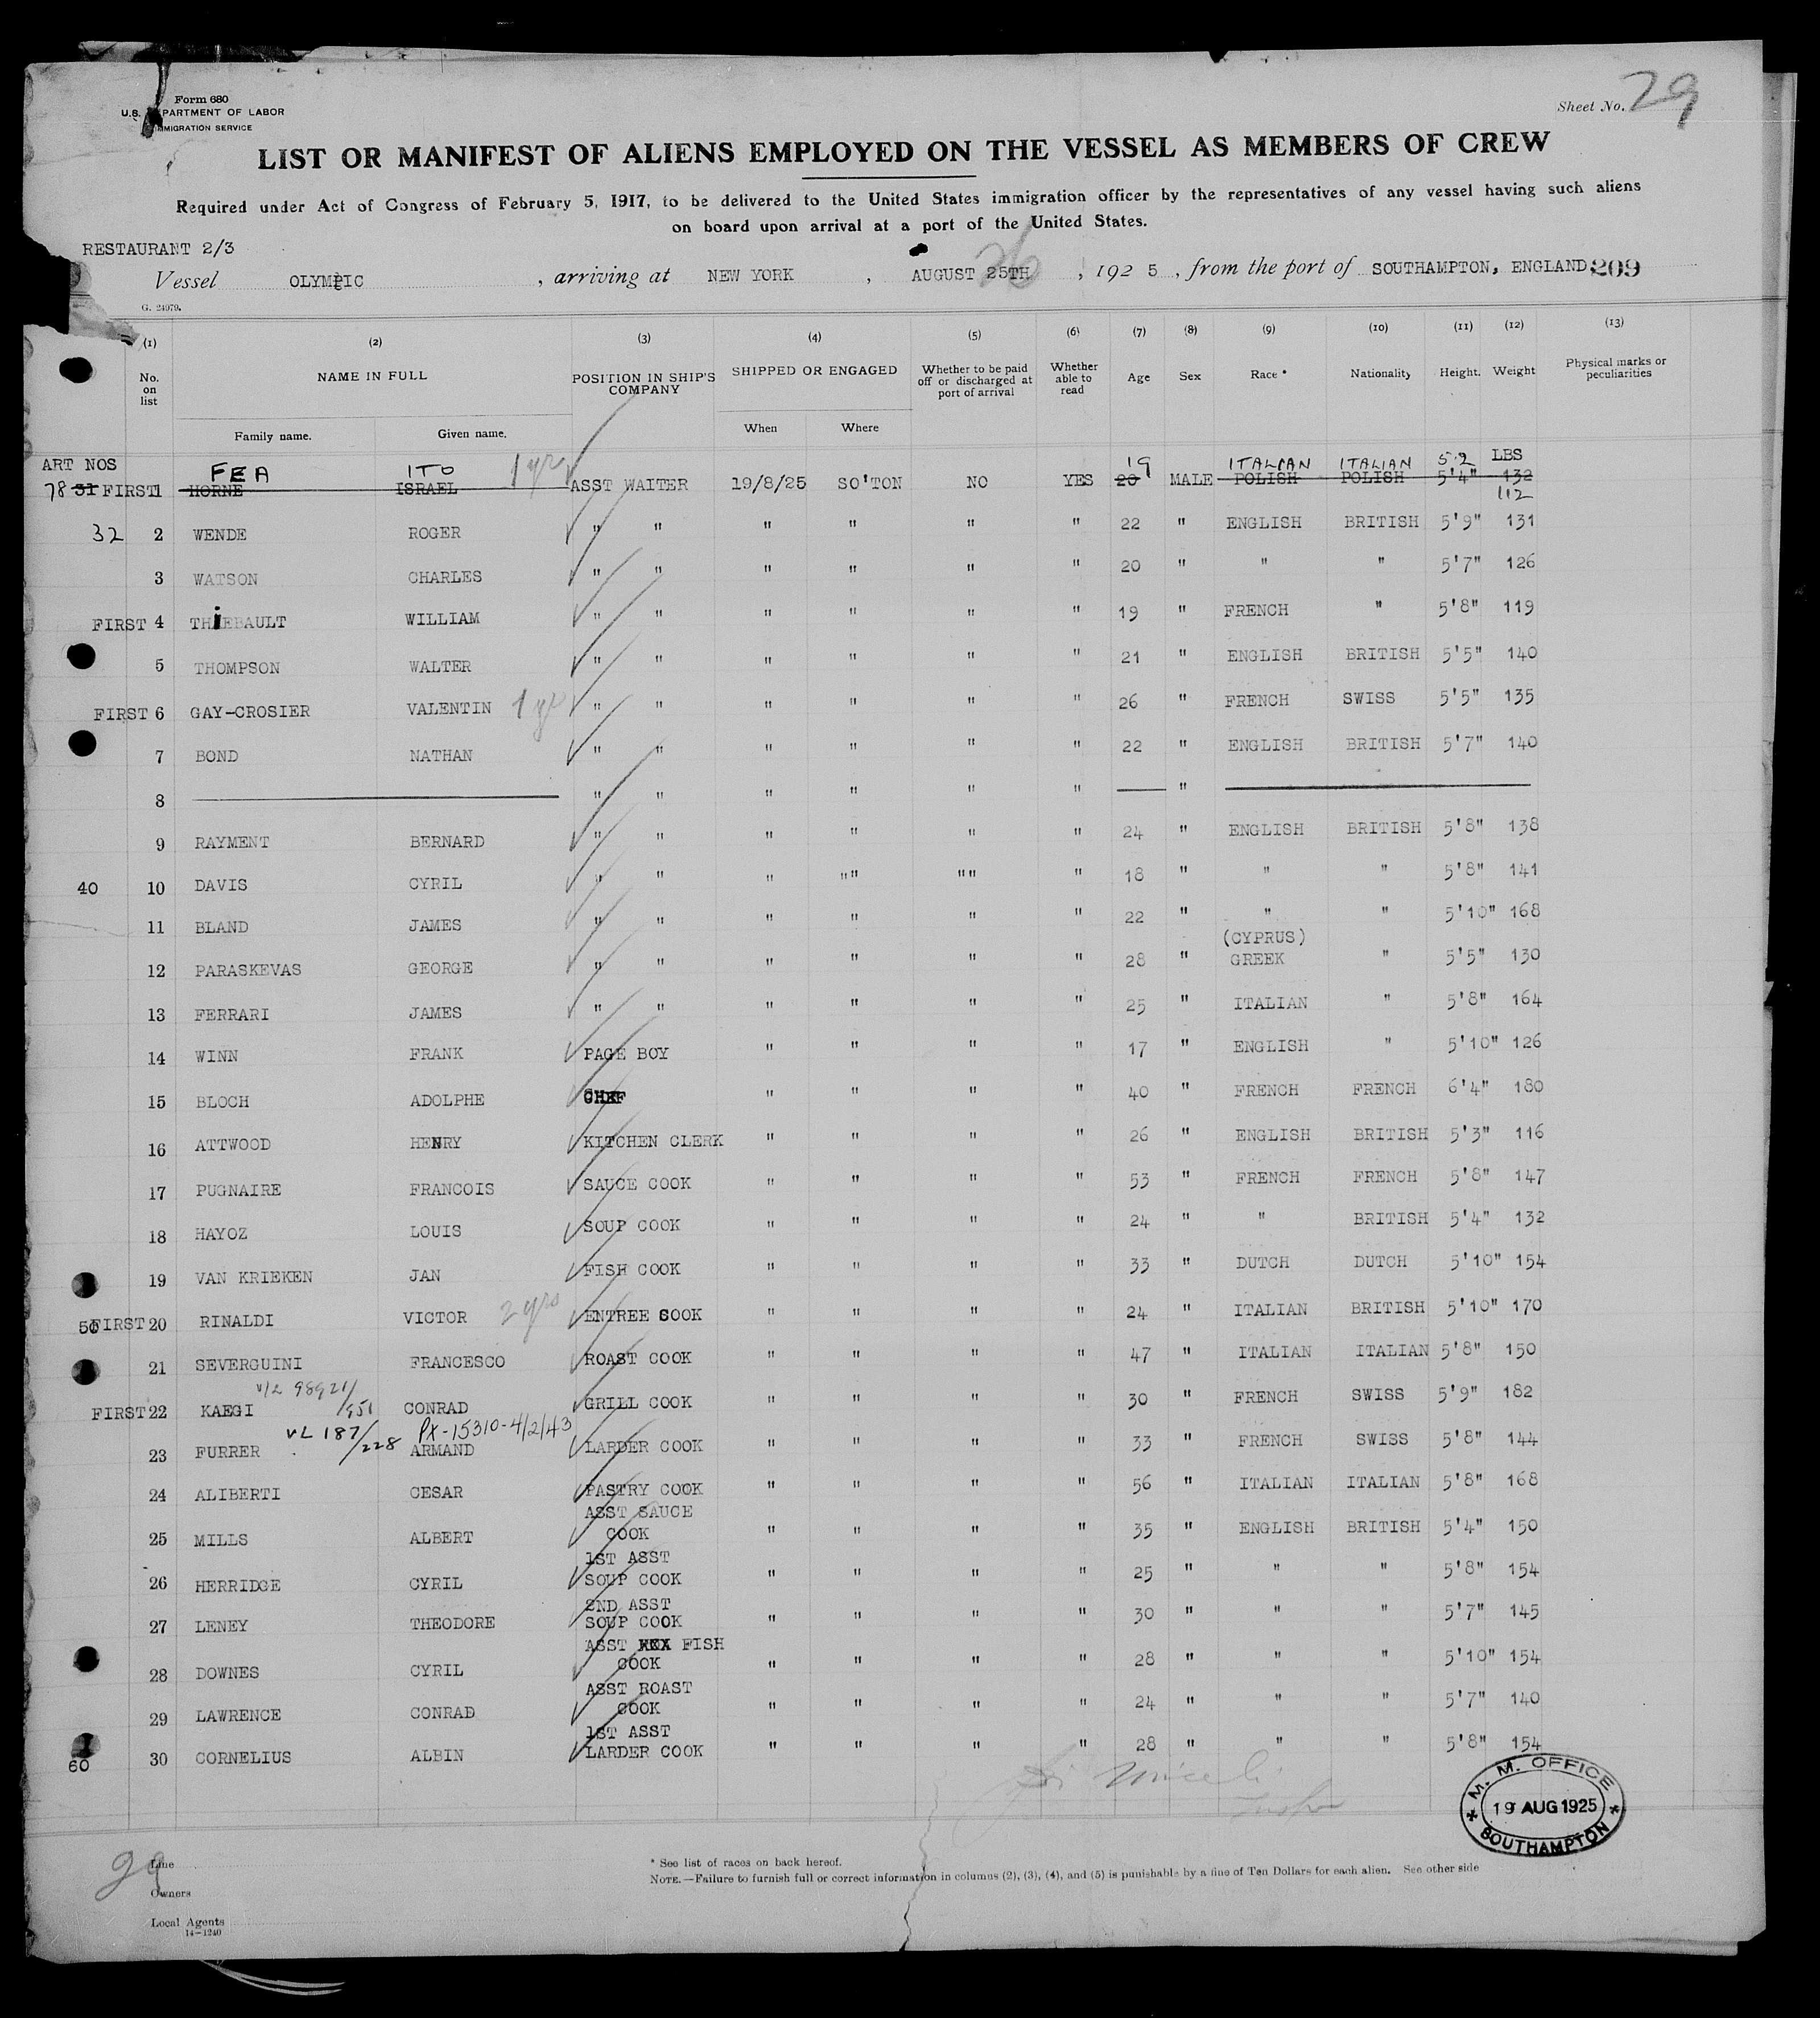 Form 680
U.S. DEPARTMENT OF LABOR
IMMIGRATION SERVICE
Sheet No. 29
LIST OR MANIFEST OF ALIENS EMPLOYED ON THE VESSEL AS MEMBERS OF CREW
Required under Act of Congress of February 5, 1917, to be delivered to the United States immigration officer by the representatives of any vessel having such aliens
on board upon arrival at a port of the United States.
RESTAURANT 2/3
Vessel OLYMPIC, arriving at NEW YORK, AUGUST 25TH 26, 1925, from the port of SOUTHAMPTON, ENGLAND 209
G. 24979.
(1) (2) (3) (4) (5) (6) (7) (8) (9) (10) (11) (12) (13)
No. on list NAME IN FULL POSITION IN SHIP'S COMPANY SHIPPED OR ENGAGED Whether to be paid off or discharged at port of arrival Whether able to read Age Sex Race * Nationality Height. Weight Physical marks or peculiarities
Family name. Given name. When Where
ART NOS FEA ITO 1 yr 19 ITALIAN ITALIAN 5.2 LBS
78 31 FIRST 1 HORNE ISRAEL ASST WAITER 19/8/25 SO'TON NO YES 20 MALE POLISH POLISH 5'4" 132
112
32 2 WENDE ROGER " " " " " " 22 " ENGLISH BRITISH 5'9" 131
3 WATSON CHARLES " " " " " " 20 " " " 5'7" 126
FIRST 4 THIEBAULT WILLIAM " " " " " " 19 " FRENCH " 5'8" 119
5 THOMPSON WALTER " " " " " " 21 " ENGLISH BRITISH 5'5" 140
FIRST 6 GAY-CROSIER VALENTIN 1 yr " " " " " " 26 " FRENCH SWISS 5'5" 135
7 BOND NATHAN " " " " " " 22 " ENGLISH BRITISH 5'7" 140
8 " " " " " " "
9 RAYMENT BERNARD " " " " " " 24 " ENGLISH BRITISH 5'8" 138
40 10 DAVIS CYRIL " " " "" "" " 18 " " " 5'8" 141
11 BLAND JAMES " " " " " " 22 " " " 5'10" 168
(CYPRUS)
12 PARASKEVAS GEORGE " " " " " " 28 " GREEK " 5'5" 130
13 FERRARI JAMES " " " " " " 25 " ITALIAN " 5'8" 164
14 WINN FRANK PAGE BOY " " " " 17 " ENGLISH " 5'10" 126
15 BLOCH ADOLPHE CHEF " " " " 40 " FRENCH FRENCH 6'4" 180
16 ATTWOOD HENRY KITCHEN CLERK " " " " 26 " ENGLISH BRITISH 5'3" 116
17 PUGNAIRE FRANCOIS SAUCE COOK " " " " 53 " FRENCH FRENCH 5'8" 147
18 HAYOZ LOUIS SOUP COOK " " " " 24 " " BRITISH 5'4" 132
19 VAN KRIEKEN JAN FISH COOK " " " " 33 " DUTCH DUTCH 5'10" 154
50 FIRST 20 RINALDI VICTOR 2 yrs ENTREE COOK " " " " 24 " ITALIAN BRITISH 5'10" 170
21 SEVERGUINI FRANCESCO ROAST COOK " " " " 47 " ITALIAN ITALIAN 5'8" 150
V/L 98921/951
FIRST 22 KAEGI CONRAD GRILL COOK " " " " 30 " FRENCH SWISS 5'9" 182
VL 187/228 PX-15310-4/2/43
23 FURRER ARMAND LARDER COOK " " " " 33 " FRENCH SWISS 5'8" 144
24 ALIBERTI CESAR PASTRY COOK " " " " 56 " ITALIAN ITALIAN 5'8" 168
ASST SAUCE
25 MILLS ALBERT COOK " " " " 35 " ENGLISH BRITISH 5'4" 150
1ST ASST
26 HERRIDGE CYRIL SOUP COOK " " " " 25 " " " 5'8" 154
2ND ASST
27 LENEY THEODORE SOUP COOK " " " " 30 " " " 5'7" 145
ASST FISH
28 DOWNES CYRIL COOK " " " " 28 " " " 5'10" 154
ASST ROAST
29 LAWRENCE CONRAD COOK " " " " 24 " " " 5'7" 140
1ST ASST
60 30 CORNELIUS ALBIN LARDER COOK " " " " 28 " " " 5'8" 154
M. M. OFFICE
19 AUG 1925
SOUTHAMPTON
29
Line
Owners
Local Agents
14-1240
* See list of races on back hereof.
NOTE.—Failure to furnish full or correct information in columns (2), (3), (4), and (5) is punishable by a fine of Ten Dollars for each alien. See other side